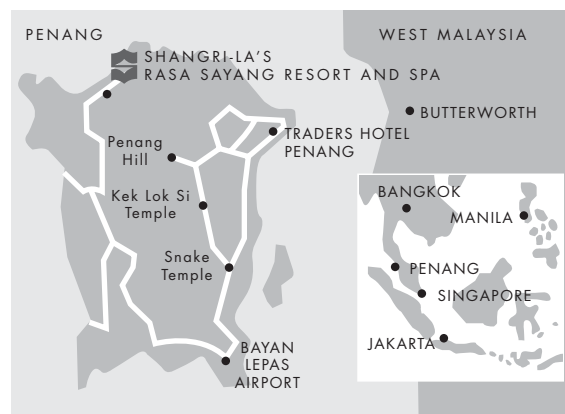 PENANG
SHANGRI-LA'S
RASA SAYANG RESORT AND SPA
WEST MALAYSIA
BUTTERWORTH
TRADERS HOTEL
PENANG
Penang
Hill
Kek Lok Si
Temple
Snake
Temple
BAYAN
LEPAS
AIRPORT
BANGKOK
MANILA
PENANG
SINGAPORE
JAKARTA